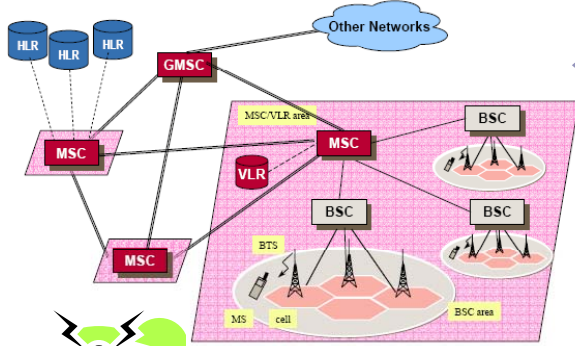 Other Networks
HLR
HLR
HLR
GMSC
MSC/VLR area
BSC
MSC
MSC
VLR
BSC
BSC
BTS
MSC
MS
cell
BSC area